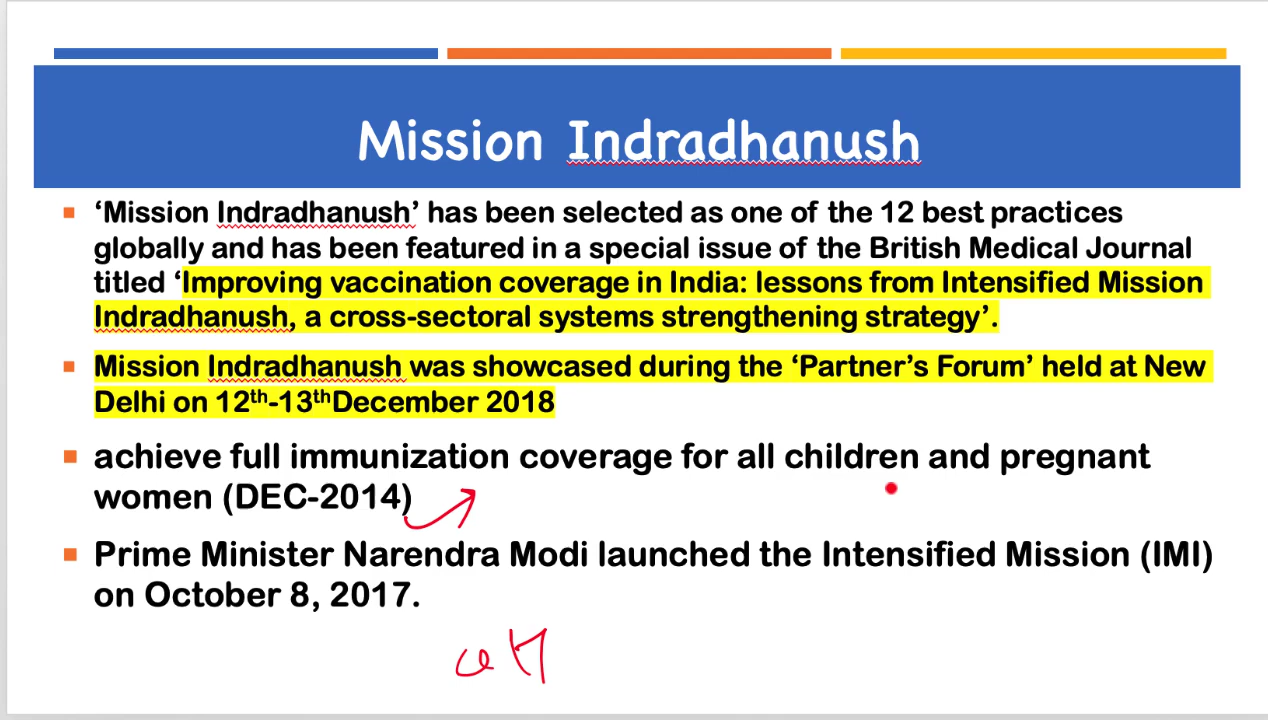 Mission Indradhanush
‘Mission Indradhanush’ has been selected as one of the 12 best practices
globally and has been featured in a special issue of the British Medical Journal
titled ‘Improving vaccination coverage in India: lessons from Intensified Mission
Indradhanush, a cross-sectoral systems strengthening strategy’.
Mission Indradhanush was showcased during the ‘Partner’s Forum’ held at New
Delhi on 12th-13thDecember 2018
achieve full immunization coverage for all children and pregnant
women (DEC-2014)
Prime Minister Narendra Modi launched the Intensified Mission (IMI)
on October 8, 2017.